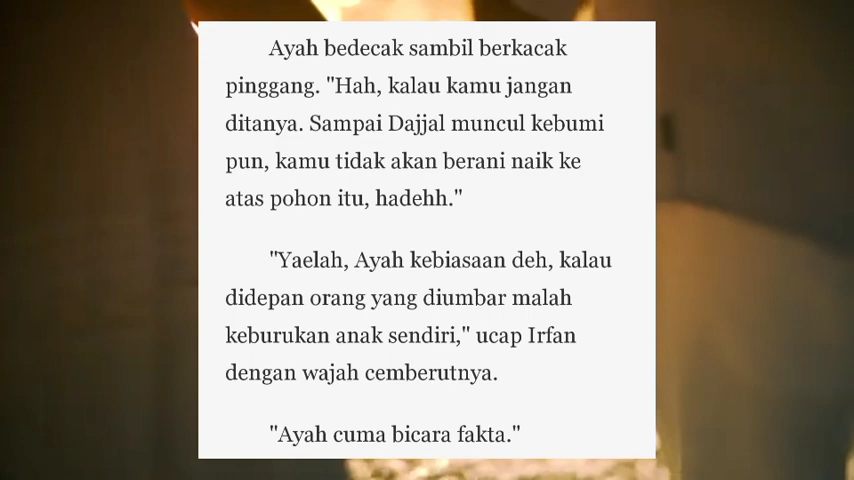 Ayah bedecak sambil berkacak
pinggang. "Hah, kalau kamu jangan
ditanya. Sampai Dajjal muncul kebumi
pun, kamu tidak akan berani naik ke
atas pohon itu, hadehh."
"Yaelah, Ayah kebiasaan deh, kalau
didepan orang yang diumbar malah
keburukan anak sendiri," ucap Irfan
dengan wajah cemberutnya.
"Ayah cuma bicara fakta."